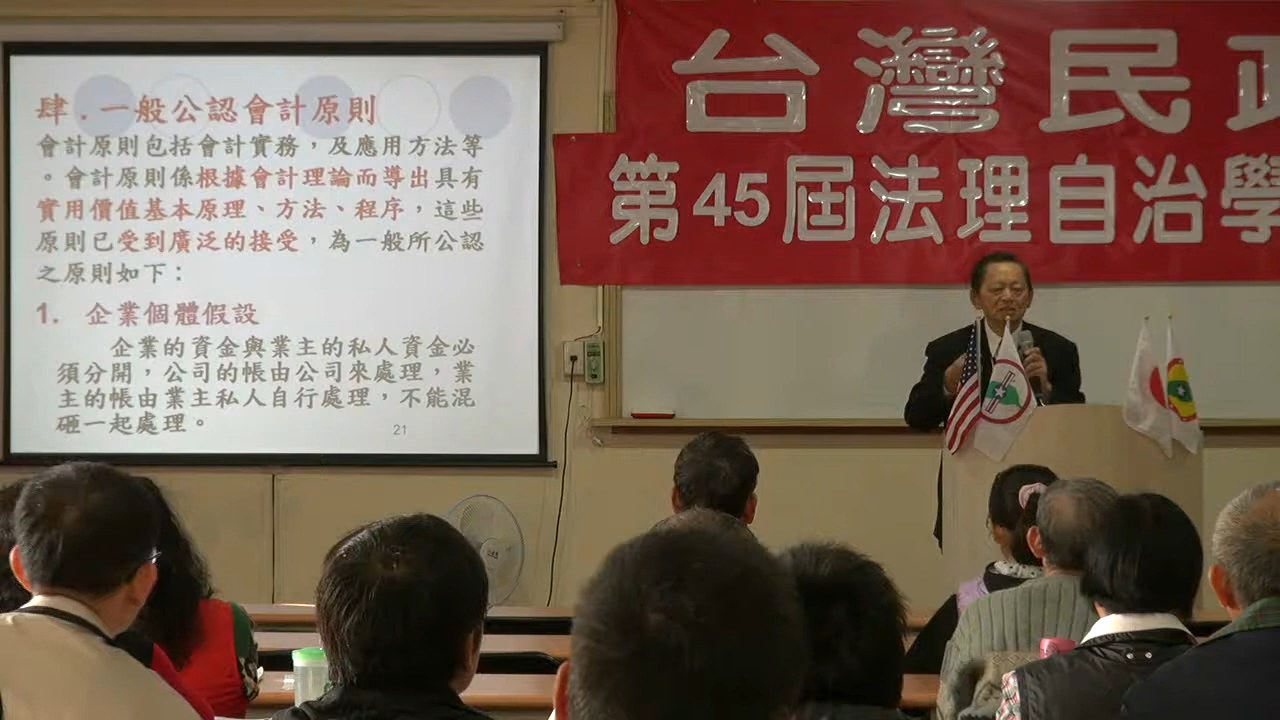 肆．一般公認會計原則
會計原則包括會計實務，及應用方法等
。會計原則係根據會計理論而導出具有
實用價值基本原理、方法、程序，這些
原則已受到廣泛的接受，為一般所公認
之原則如下：
1. 企業個體假設
企業的資金與業主的私人資金必
須分開，公司的帳由公司來處理，業
主的帳由業主私人自行處理，不能混
砸一起處理。
21
台灣民政
第45屆法理自治學